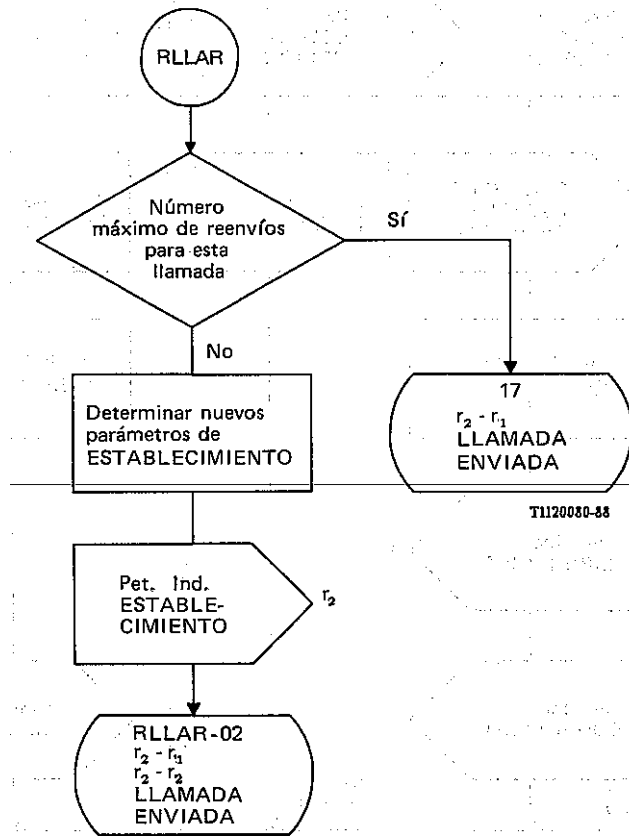 RLLAR
Número
máximo de reenvíos
para esta
llamada
Sí
No
17
r₂ - r₁
LLAMADA
ENVIADA
Determinar nuevos
parámetros de
ESTABLECIMIENTO
T1120080-88
Pet. Ind.
ESTABLE-
CIMIENTO
r₂
RLLAR-02
r₂ - r₁
r₂ - r₂
LLAMADA
ENVIADA